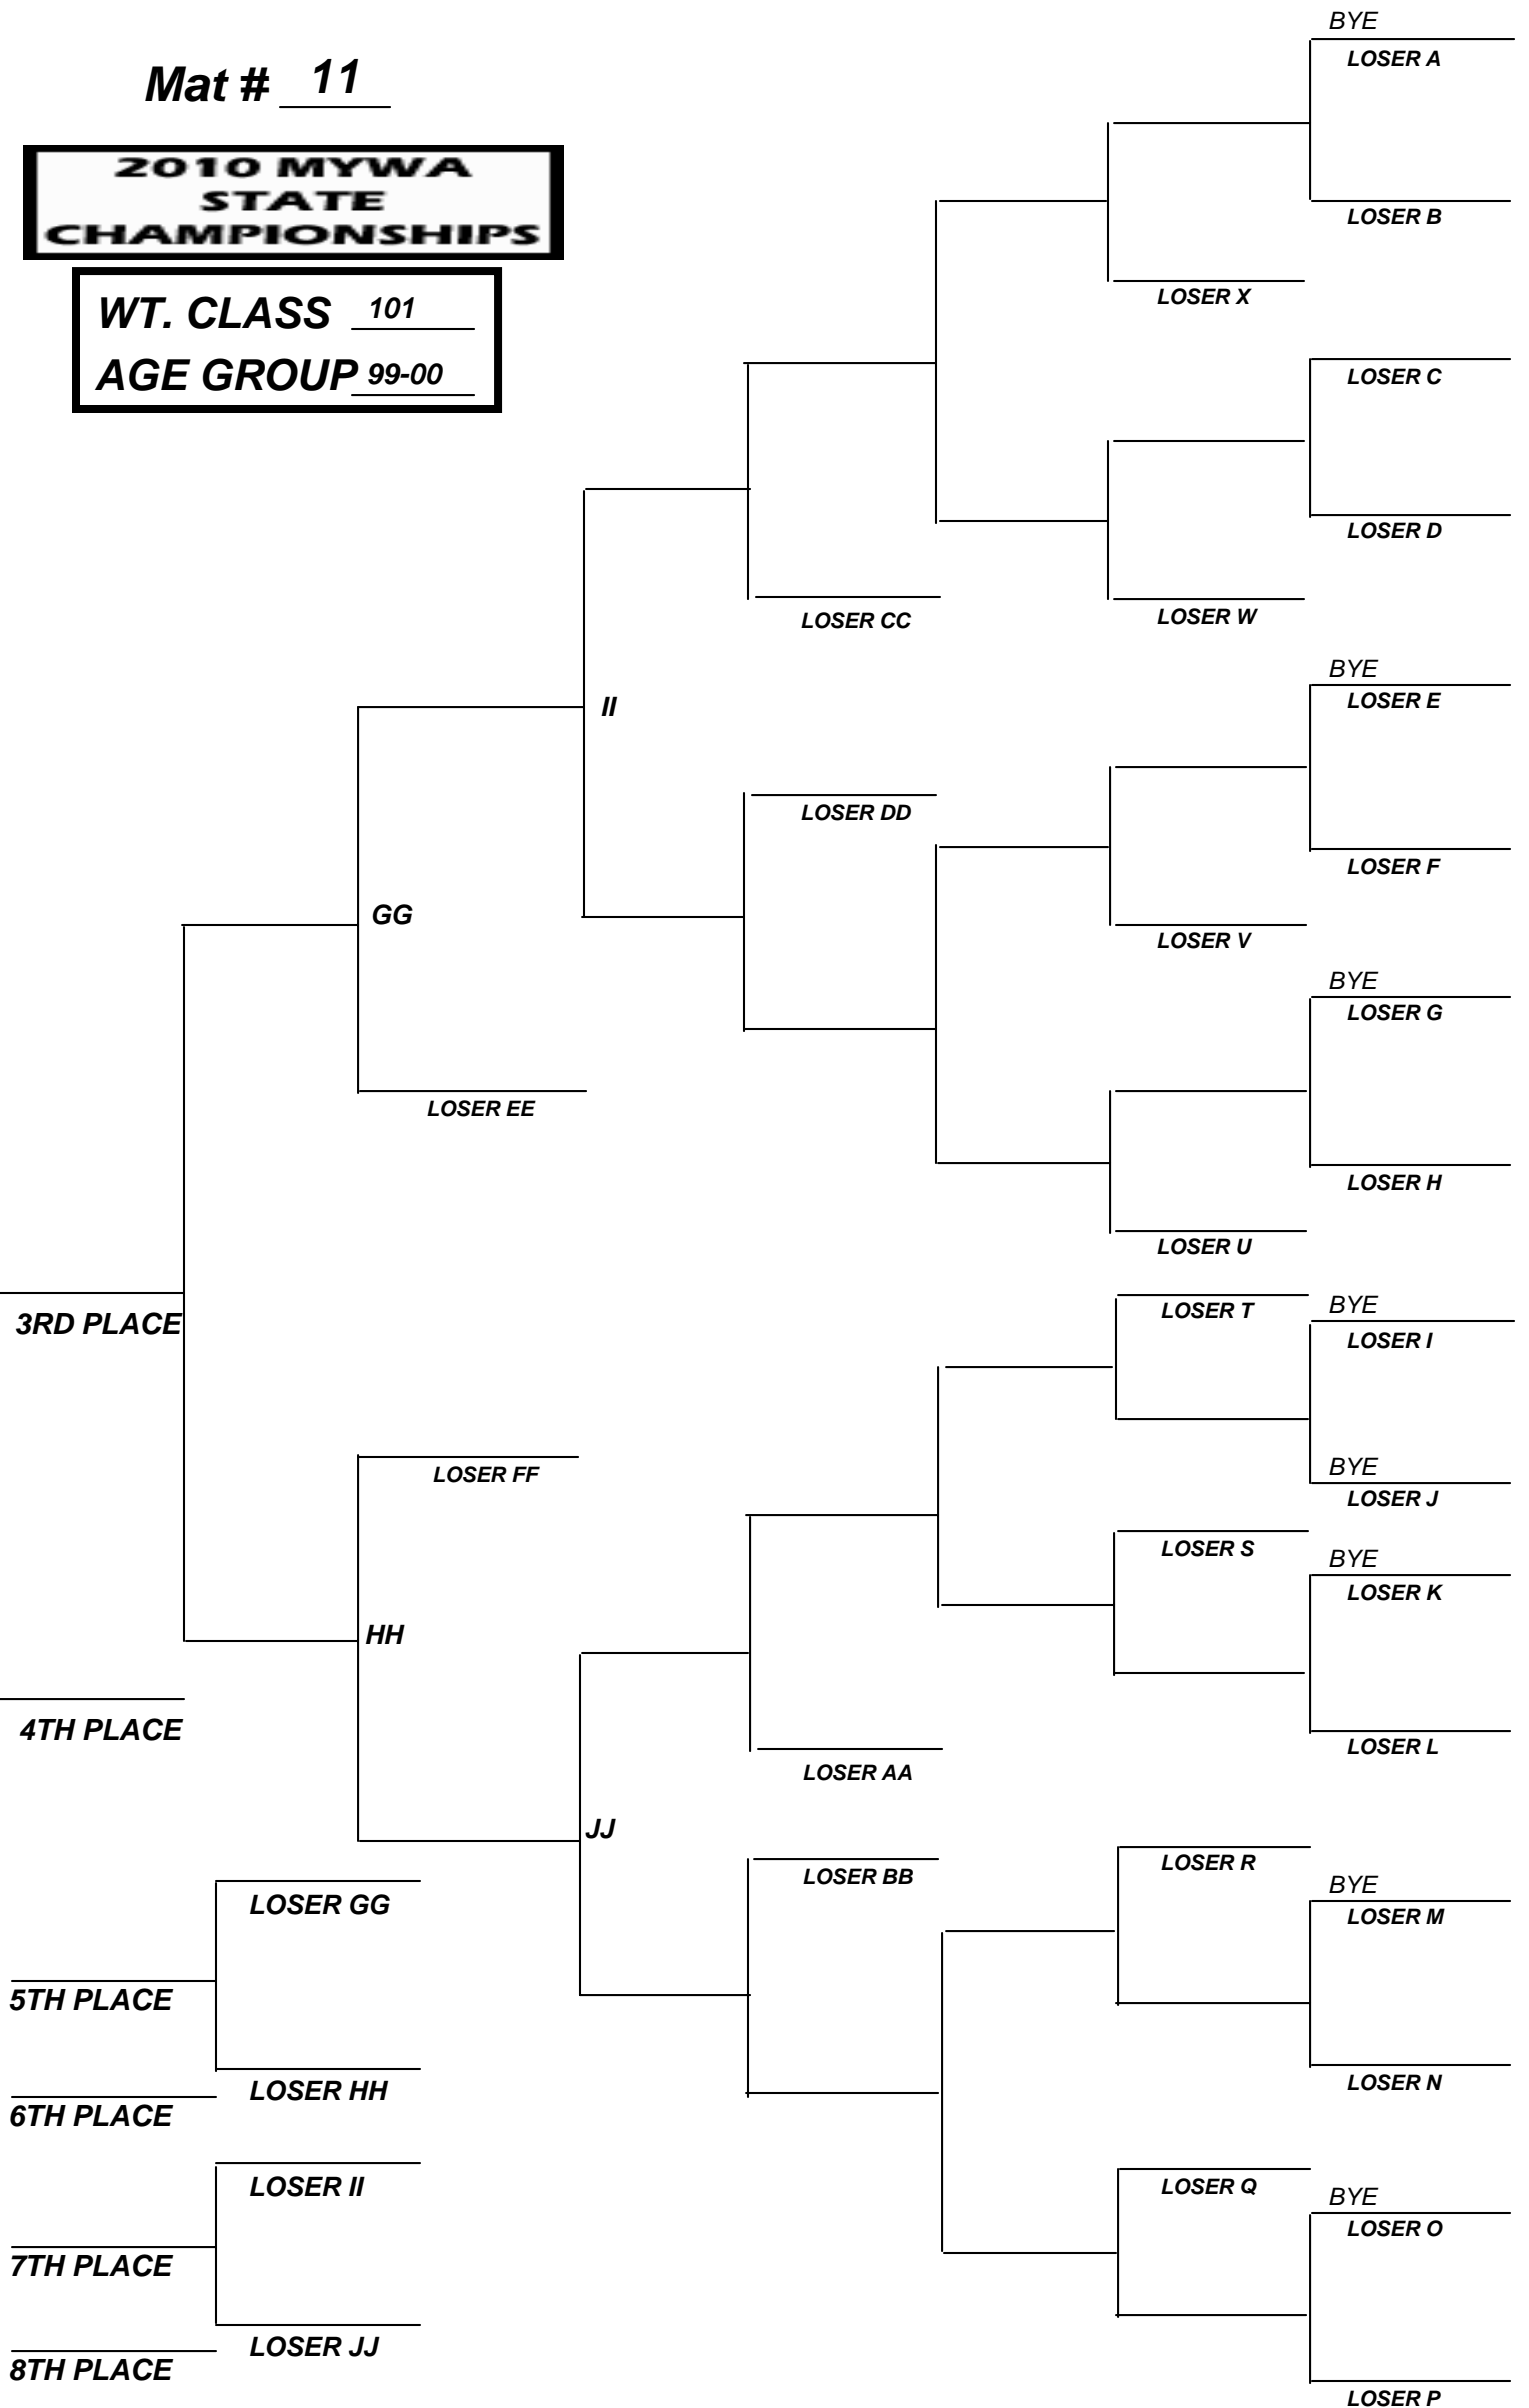 BYE
LOSER A
Mat # 11
2010 MYWA
STATE
CHAMPIONSHIPS
LOSER B
WT. CLASS 101
LOSER X
AGE GROUP 99-00
LOSER C
LOSER D
LOSER CC
LOSER W
BYE
LOSER E
II
LOSER DD
LOSER F
GG
LOSER V
BYE
LOSER G
LOSER EE
LOSER H
LOSER U
BYE
LOSER T
3RD PLACE
LOSER I
BYE
LOSER FF
LOSER J
LOSER S
BYE
LOSER K
HH
4TH PLACE
LOSER L
LOSER AA
JJ
LOSER R
LOSER BB
BYE
LOSER GG
LOSER M
5TH PLACE
LOSER N
LOSER HH
6TH PLACE
LOSER II
LOSER Q
BYE
LOSER O
7TH PLACE
LOSER JJ
8TH PLACE
LOSER P